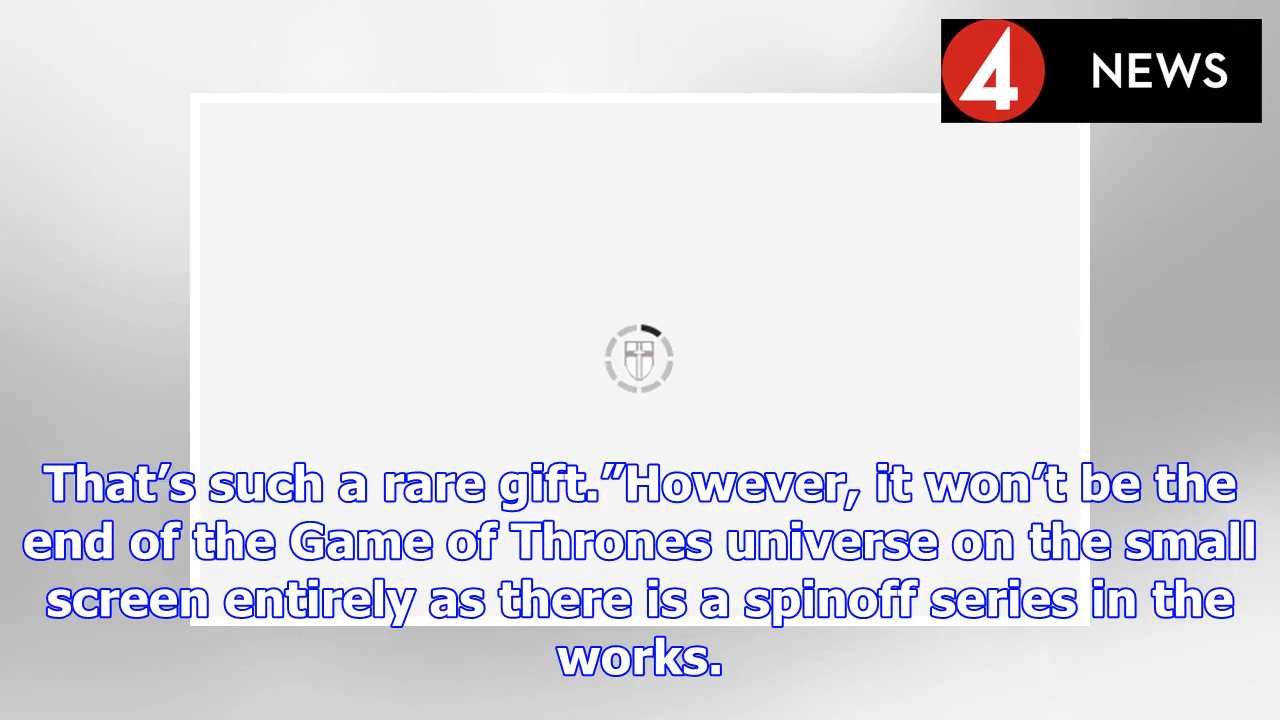 4 NEWS
That’s such a rare gift.”However, it won’t be the
end of the Game of Thrones universe on the small
screen entirely as there is a spinoff series in the
works.